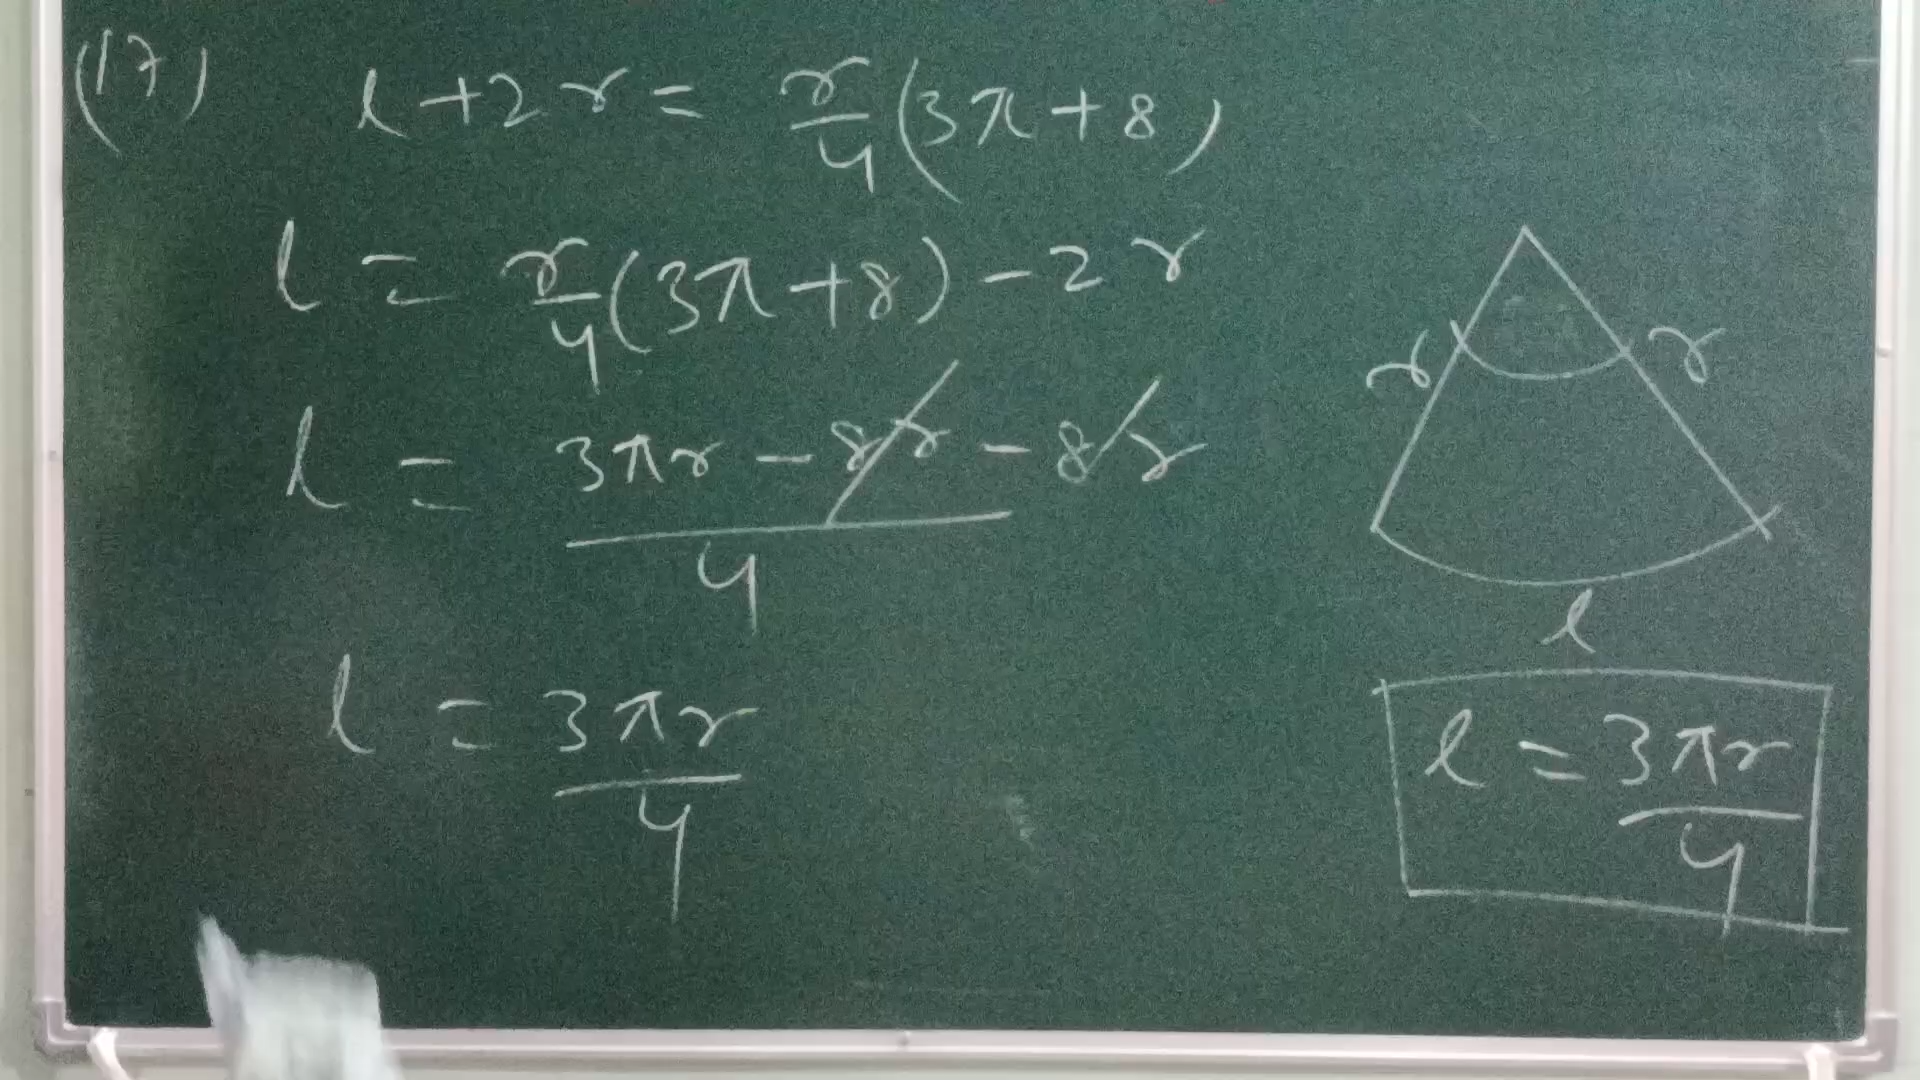 (17) l + 2r = r/4 (3π + 8)
l = r/4 (3π + 8) - 2r
l = (3πr - 8r - 8r)/4
l = 3πr/4
r r
l
l = 3πr/4